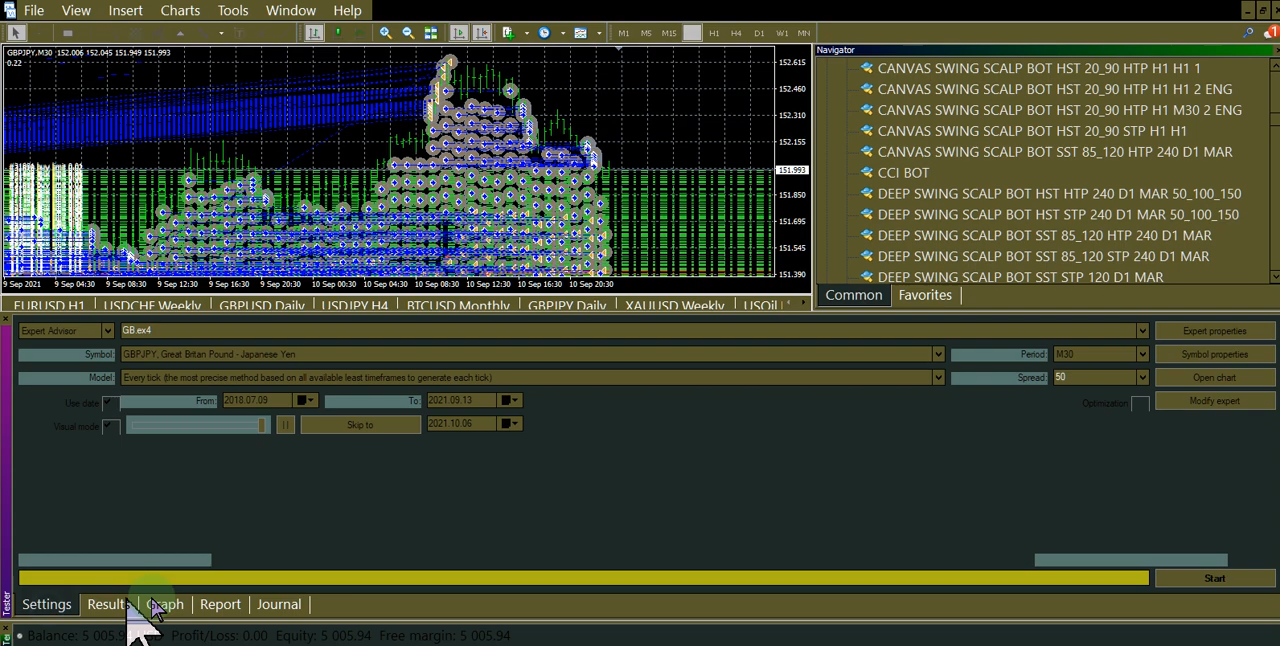 File View Insert Charts Tools Window Help
M1 M5 M15 H1 H4 D1 W1 MN
1
GBPJPY,M30 152.006 152.045 151.949 151.993
0.22
152.615
152.460
152.310
152.155
151.993
151.850
151.695
151.545
151.390
9 Sep 2021 9 Sep 04:30 9 Sep 08:30 9 Sep 12:30 9 Sep 16:30 9 Sep 20:30 10 Sep 00:30 10 Sep 04:30 10 Sep 08:30 10 Sep 12:30 10 Sep 16:30 10 Sep 20:30
EURUSD H1 USDCHF Weekly GBPUSD Daily USDJPY H4 BTCUSD Monthly GBPJPY Daily XAUUSD Weekly USOil
Navigator
CANVAS SWING SCALP BOT HST 20_90 HTP H1 H1 1
CANVAS SWING SCALP BOT HST 20_90 HTP H1 H1 2 ENG
CANVAS SWING SCALP BOT HST 20_90 HTP H1 M30 2 ENG
CANVAS SWING SCALP BOT HST 20_90 STP H1 H1
CANVAS SWING SCALP BOT SST 85_120 HTP 240 D1 MAR
CCI BOT
DEEP SWING SCALP BOT HST HTP 240 D1 MAR 50_100_150
DEEP SWING SCALP BOT HST STP 240 D1 MAR 50_100_150
DEEP SWING SCALP BOT SST 85_120 HTP 240 D1 MAR
DEEP SWING SCALP BOT SST 85_120 STP 240 D1 MAR
DEEP SWING SCALP BOT SST STP 120 D1 MAR
Common Favorites
Expert Advisor GB.ex4 Expert properties
Symbol: GBPJPY, Great Britan Pound - Japanese Yen Period: M30 Symbol properties
Model: Every tick (the most precise method based on all available least timeframes to generate each tick) Spread: 50 Open chart
Use date From: 2018.07.09 To: 2021.09.13 Optimization Modify expert
Visual mode Skip to 2021.10.06
Start
Tester
Settings Results Graph Report Journal
Balance: 5 005.94 Profit/Loss: 0.00 Equity: 5 005.94 Free margin: 5 005.94